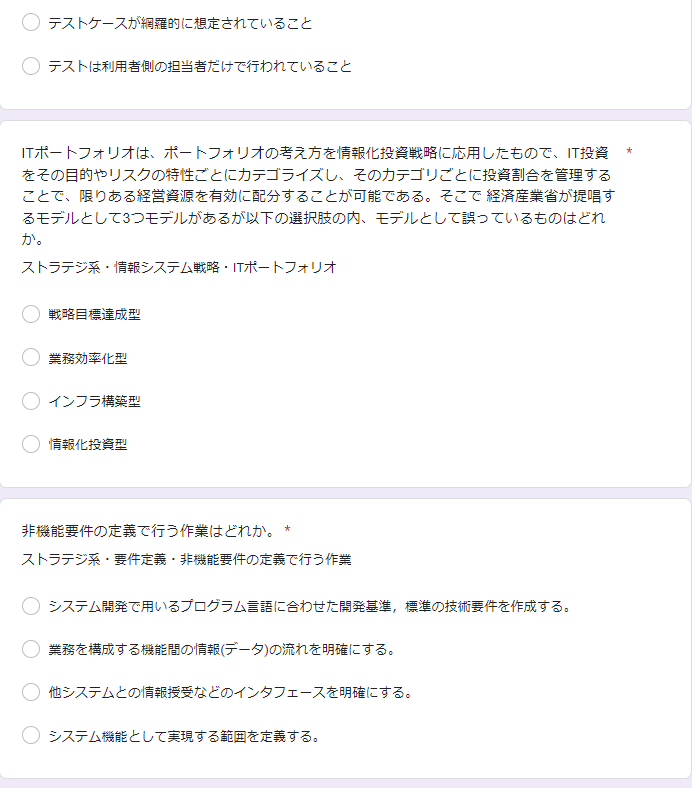 テストケースが網羅的に想定されていること
テストは利用者側の担当者だけで行われていること
ITポートフォリオは、ポートフォリオの考え方を情報化投資戦略に応用したもので、IT投資 *
をその目的やリスクの特性ごとにカテゴライズし、そのカテゴリごとに投資割合を管理する
ことで、限りある経営資源を有効に配分することが可能である。そこで 経済産業省が提唱す
るモデルとして3つモデルがあるが以下の選択肢の内、モデルとして誤っているものはどれ
か。
ストラテジ系・情報システム戦略・ITポートフォリオ
戦略目標達成型
業務効率化型
インフラ構築型
情報化投資型
非機能要件の定義で行う作業はどれか。 *
ストラテジ系・要件定義・非機能要件の定義で行う作業
システム開発で用いるプログラム言語に合わせた開発基準，標準の技術要件を作成する。
業務を構成する機能間の情報(データ)の流れを明確にする。
他システムとの情報授受などのインタフェースを明確にする。
システム機能として実現する範囲を定義する。